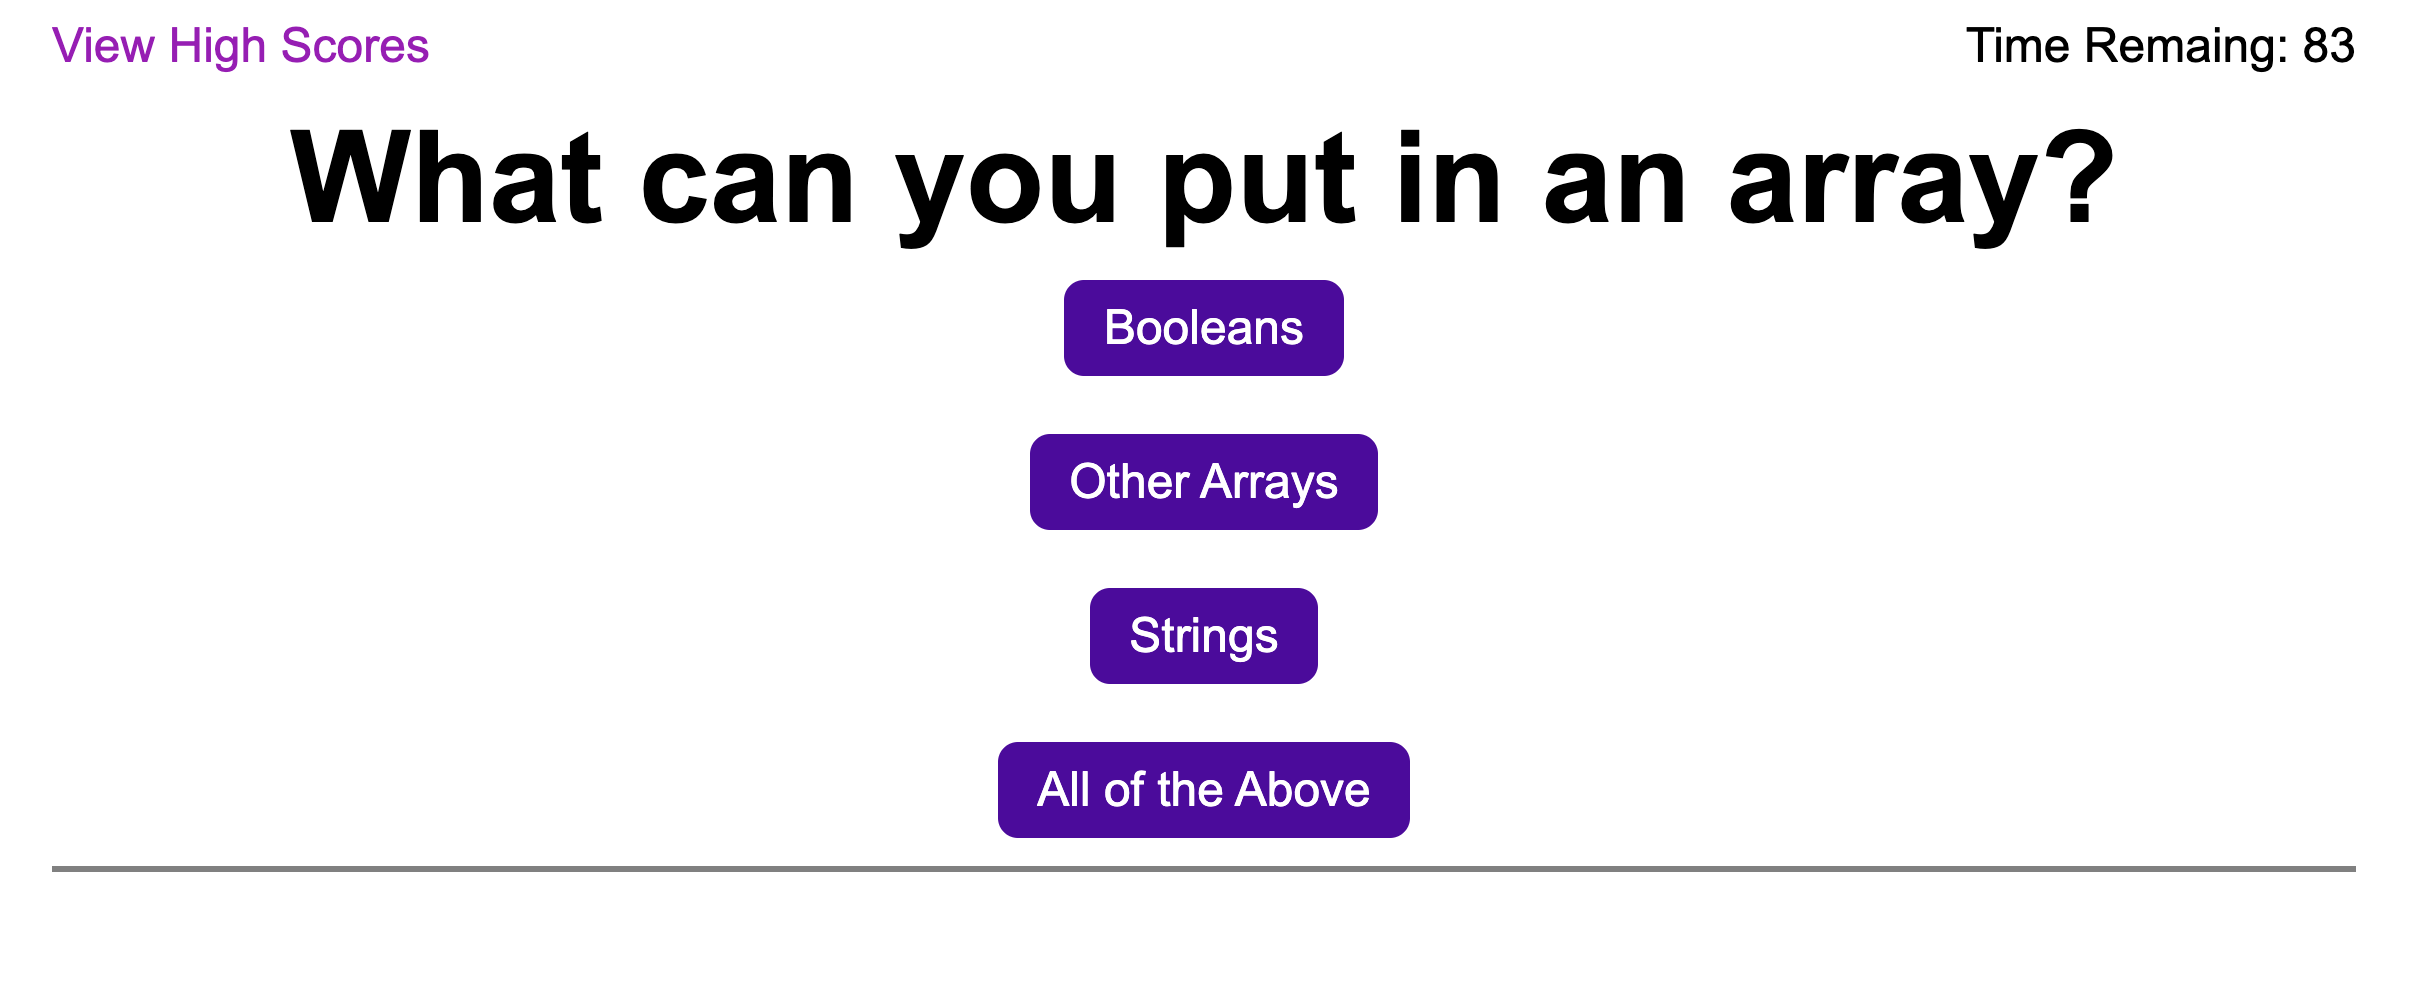 View High Scores
Time Remaing: 83
What can you put in an array?
Booleans
Other Arrays
Strings
All of the Above